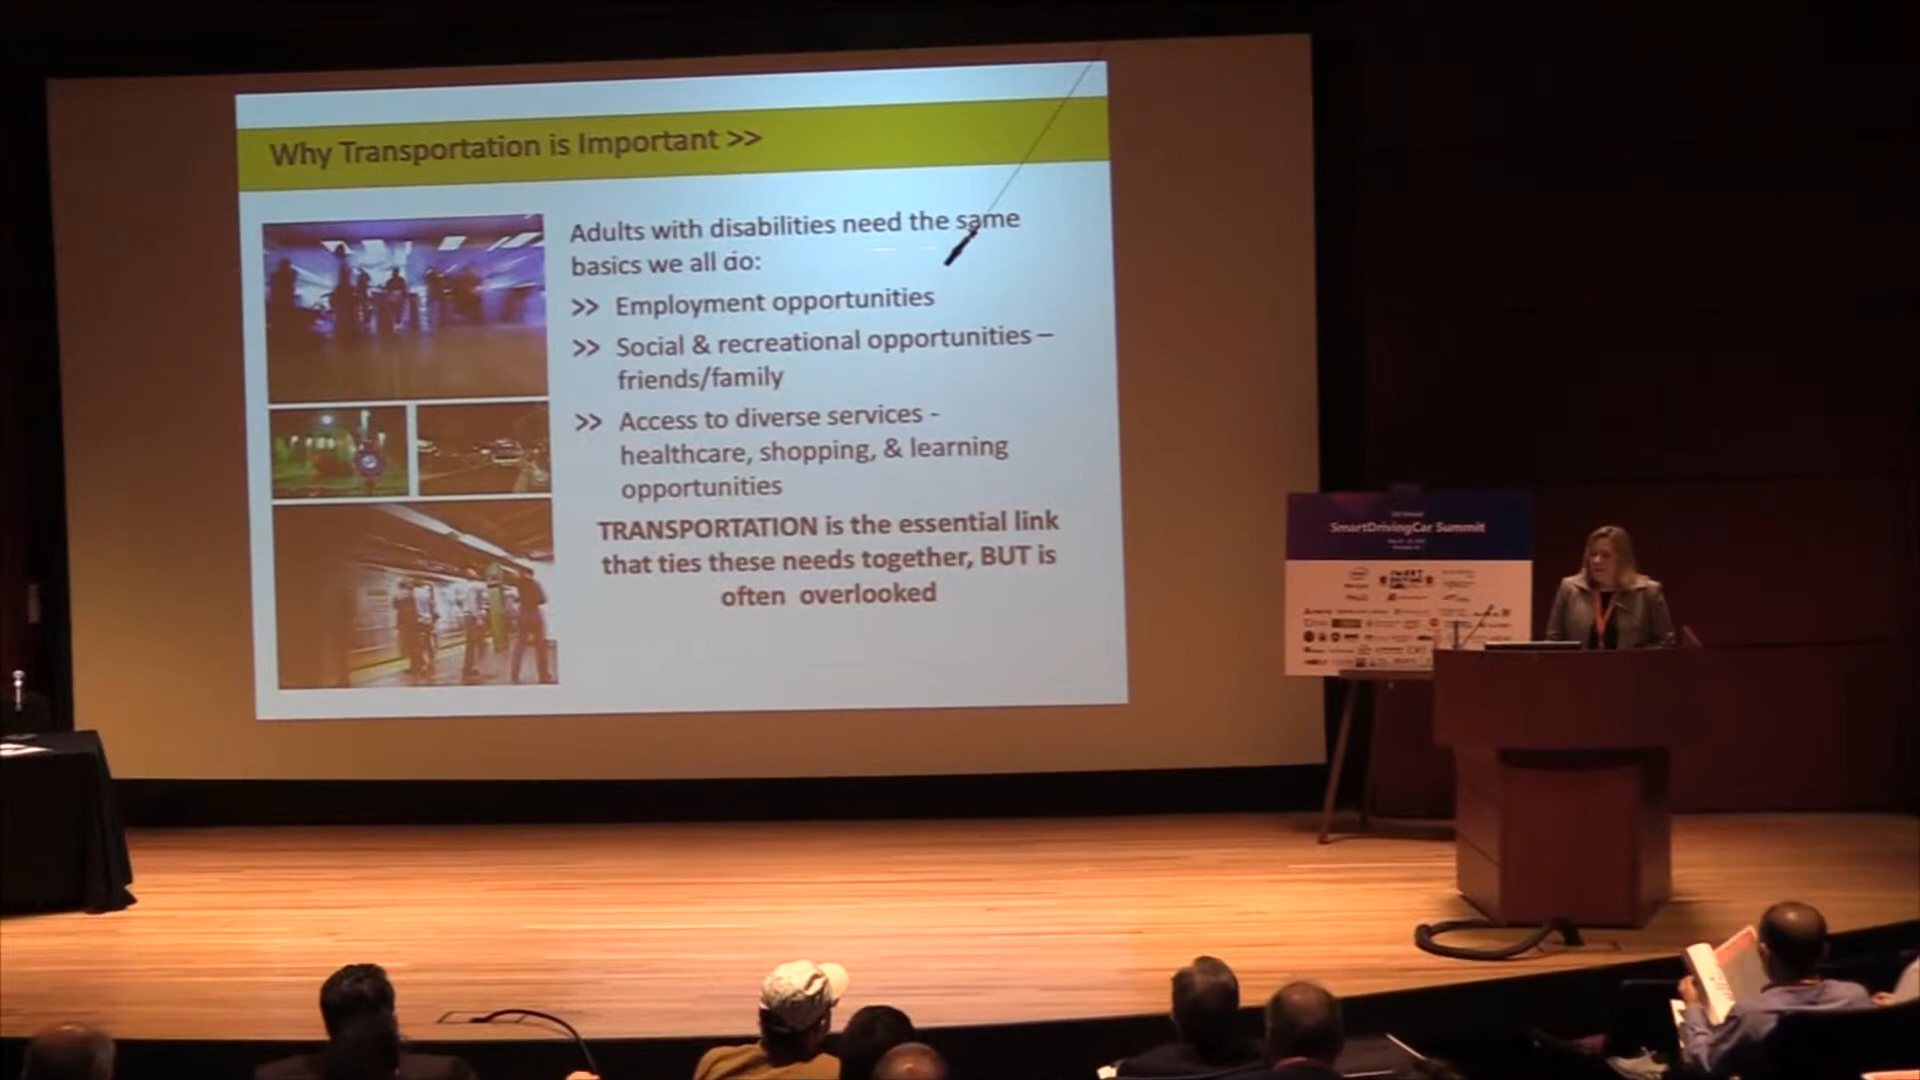 Why Transportation is Important >>
Adults with disabilities need the same
basics we all do:
>> Employment opportunities
>> Social & recreational opportunities –
friends/family
>> Access to diverse services -
healthcare, shopping, & learning
opportunities
TRANSPORTATION is the essential link
that ties these needs together, BUT is
often overlooked
SmartDrivingCar Summit